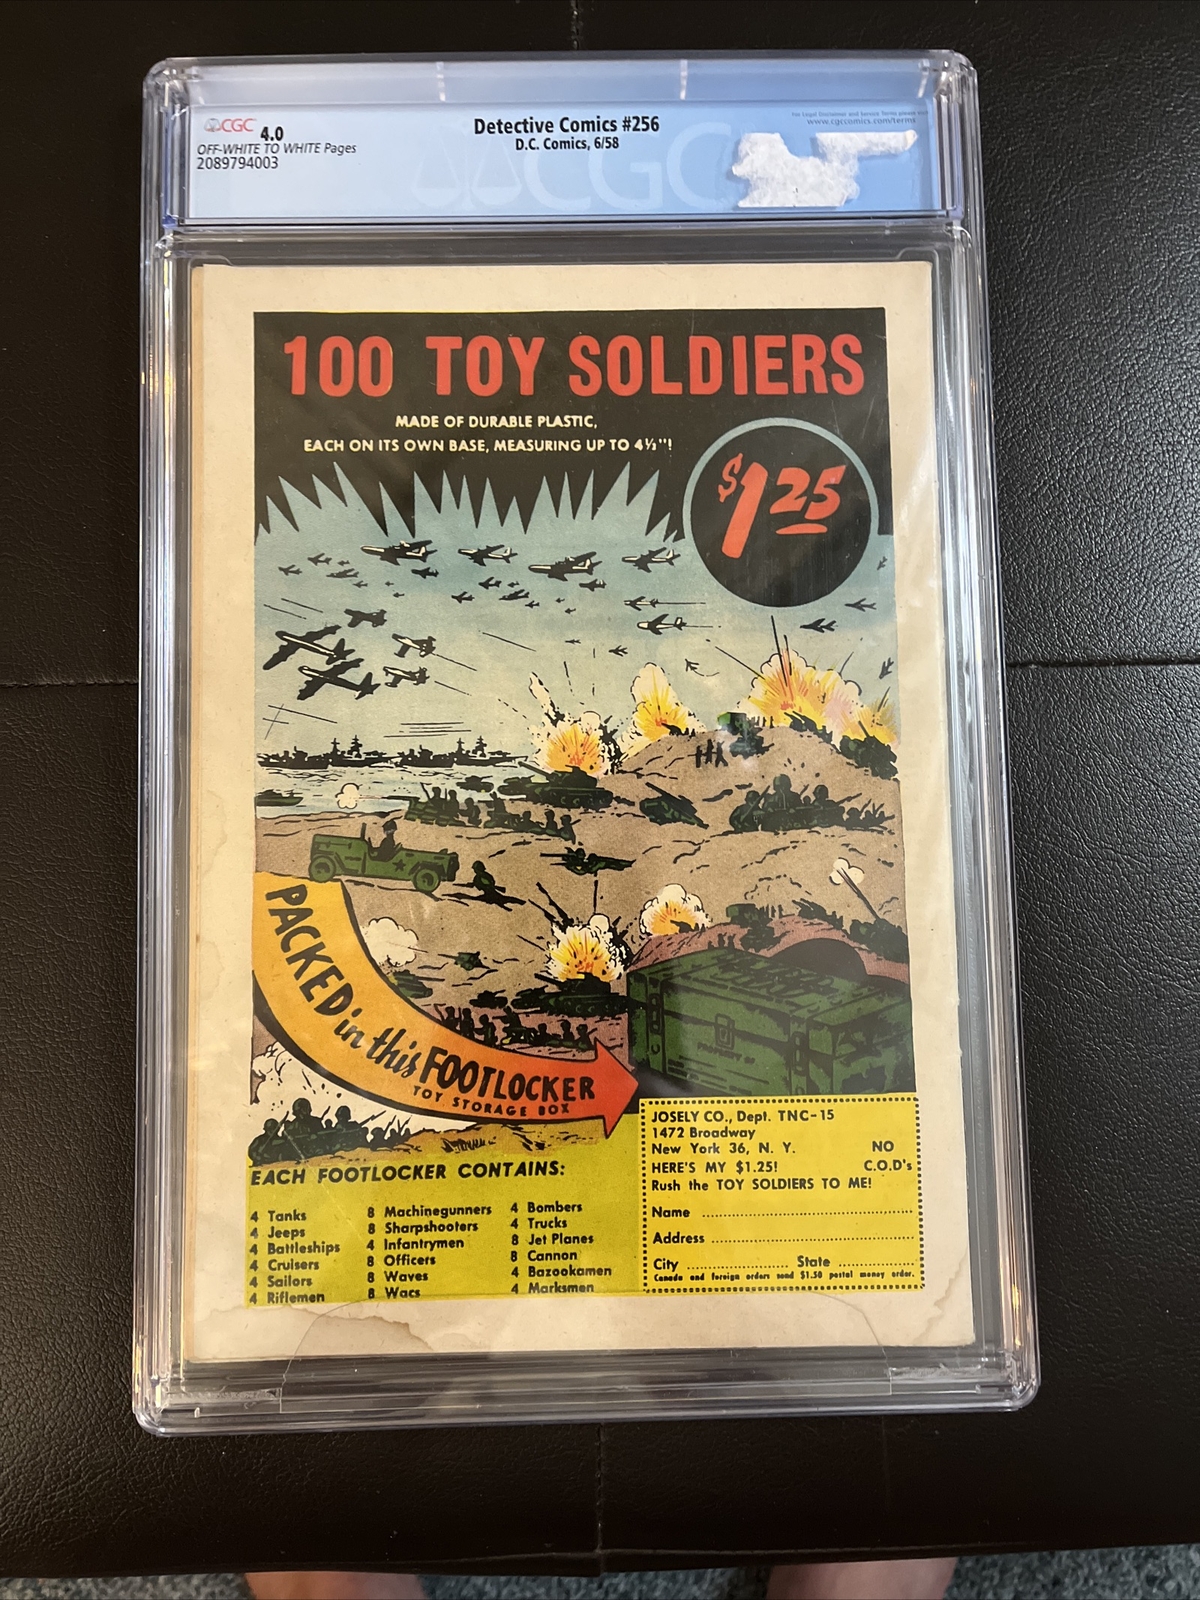 CGC 4.0
OFF-WHITE TO WHITE Pages
2089794003
Detective Comics #256
D.C. Comics, 6/58
www.cgccomics.com/terms
CGC
100 TOY SOLDIERS
MADE OF DURABLE PLASTIC,
EACH ON ITS OWN BASE, MEASURING UP TO 4½"!
$1.25
PACKED in this FOOTLOCKER
TOY STORAGE BOX
PROPERTY OF
EACH FOOTLOCKER CONTAINS:
4 Tanks
4 Jeeps
4 Battleships
4 Cruisers
4 Sailors
4 Riflemen
8 Machinegunners
8 Sharpshooters
4 Infantrymen
8 Officers
8 Waves
8 Wacs
4 Bombers
4 Trucks
8 Jet Planes
8 Cannon
4 Bazookamen
4 Marksmen
JOSELY CO., Dept. TNC-15
1472 Broadway
New York 36, N. Y.
HERE'S MY $1.25!
NO
C.O.D's
Rush the TOY SOLDIERS TO ME!
Name
Address
City State
Canada and foreign orders send $1.50 postal money order.